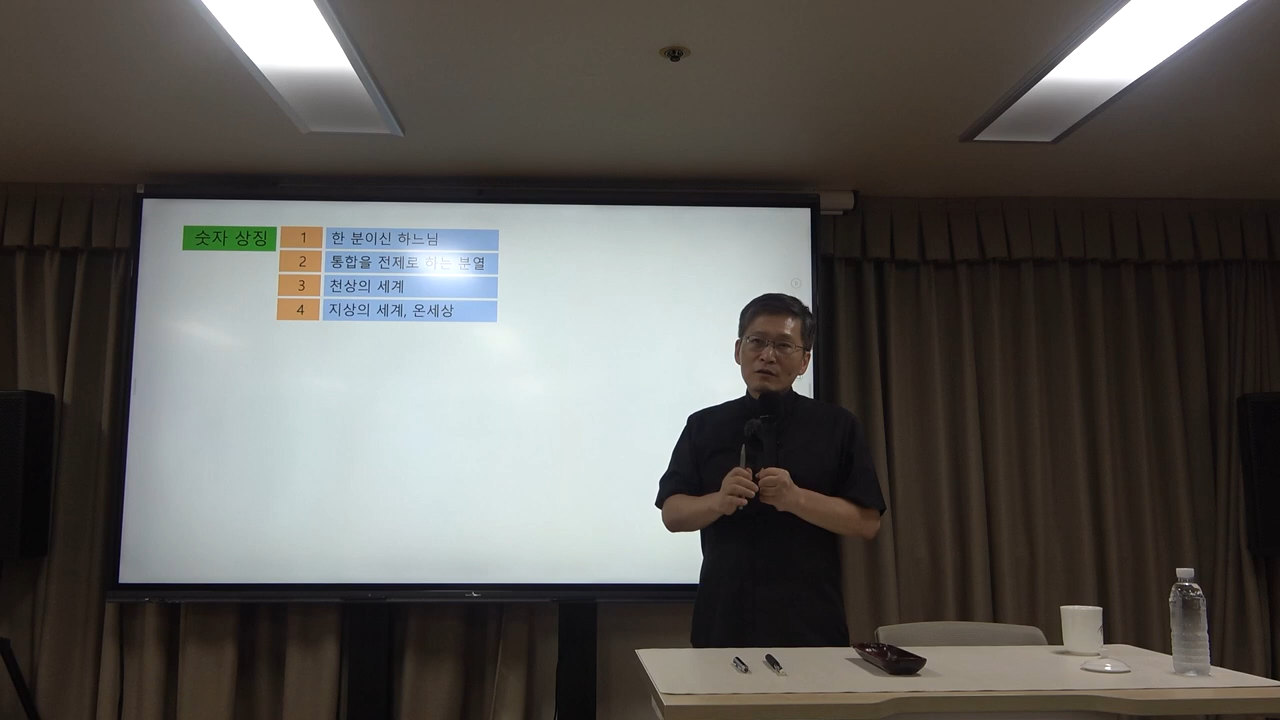 숫자 상징
1 한 분이신 하느님
2 통합을 전제로 하는 분열
3 천상의 세계
4 지상의 세계, 온세상